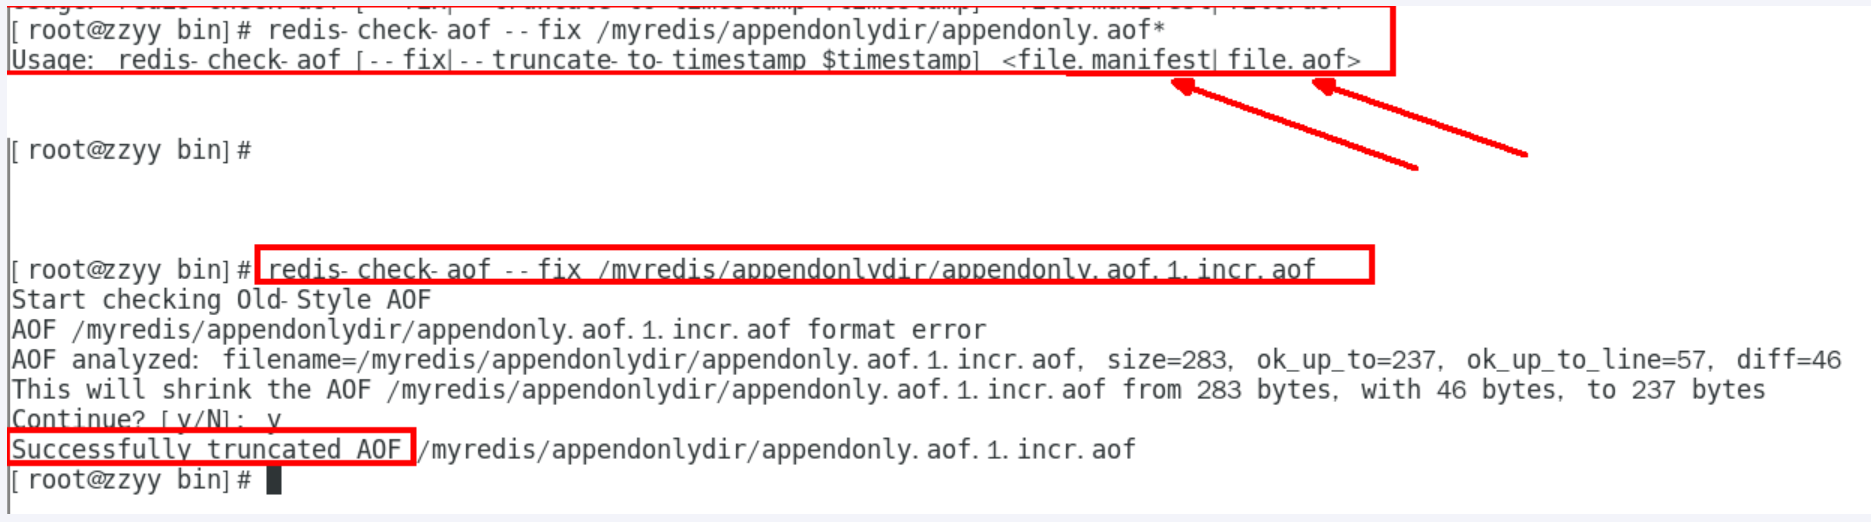 [root@zzyy bin]# redis-check-aof --fix /myredis/appendonlydir/appendonly.aof*
Usage: redis-check-aof [--fix|--truncate-to-timestamp $timestamp] <file.manifest|file.aof>
[root@zzyy bin]#
[root@zzyy bin]# redis-check-aof --fix /myredis/appendonlydir/appendonly.aof.1.incr.aof
Start checking Old-Style AOF
AOF /myredis/appendonlydir/appendonly.aof.1.incr.aof format error
AOF analyzed: filename=/myredis/appendonlydir/appendonly.aof.1.incr.aof, size=283, ok_up_to=237, ok_up_to_line=57, diff=46
This will shrink the AOF /myredis/appendonlydir/appendonly.aof.1.incr.aof from 283 bytes, with 46 bytes, to 237 bytes
Continue? [y/N]: y
Successfully truncated AOF /myredis/appendonlydir/appendonly.aof.1.incr.aof
[root@zzyy bin]#